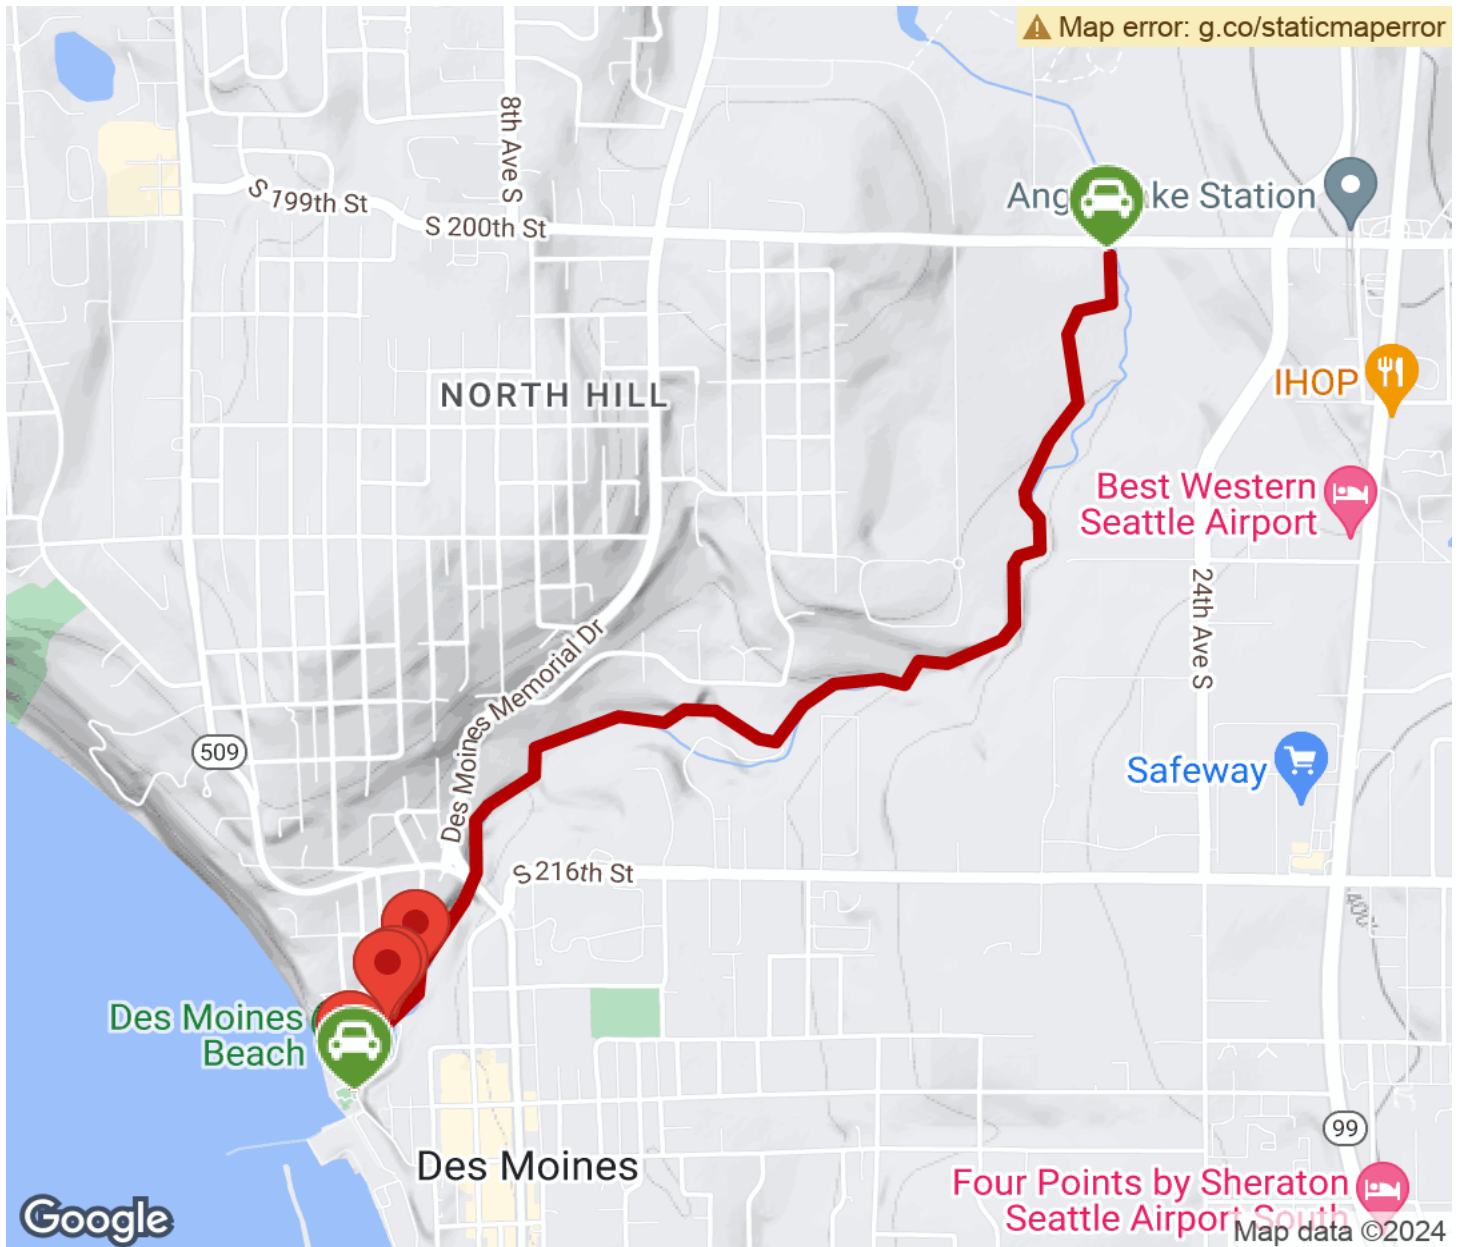 Map error: g.co/staticmaperror
8th Ave S
S 199th St
S 200th St
Ang ke Station
NORTH HILL
IHOP
Best Western
Seattle Airport
24th Ave S
Des Moines Memorial Dr
509
Safeway
S 216th St
Des Moines
Beach
99
Des Moines
Four Points by Sheraton
Seattle Airport South
Google
Map data ©2024